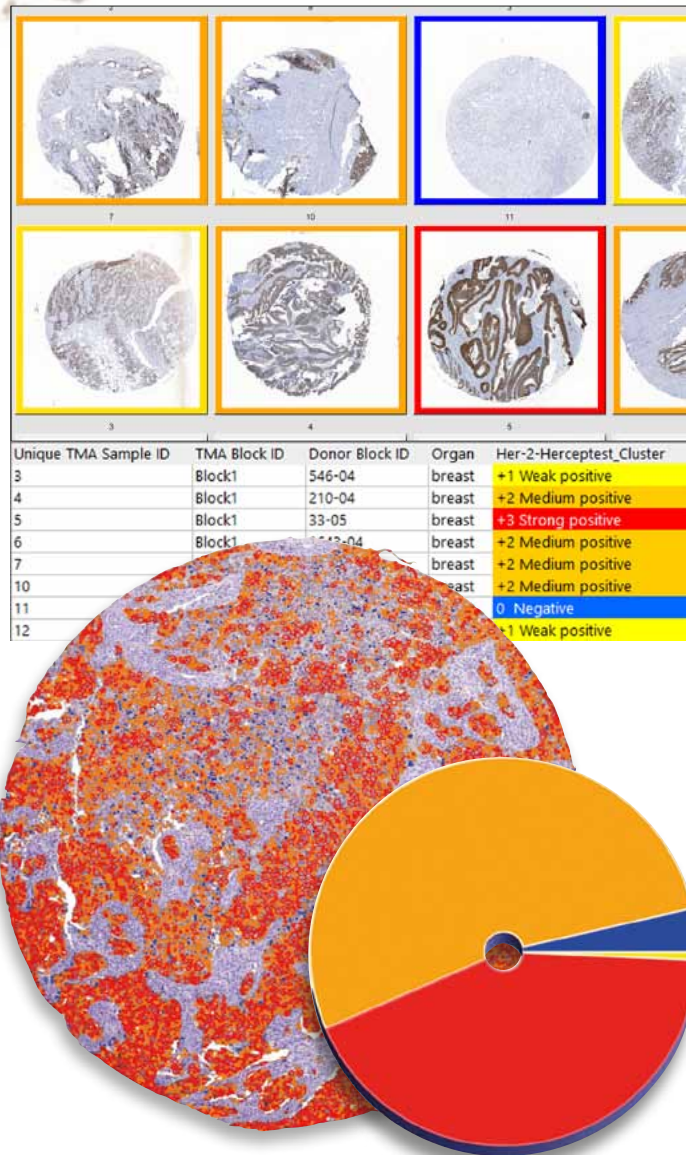 7 10 11
3 4 5
Unique TMA Sample ID TMA Block ID Donor Block ID Organ Her-2-Herceptest_Cluster
3 Block1 546-04 breast +1 Weak positive
4 Block1 210-04 breast +2 Medium positive
5 Block1 33-05 breast +3 Strong positive
6 Block1 breast +2 Medium positive
7 breast +2 Medium positive
10 +2 Medium positive
11 0 Negative
12 +1 Weak positive